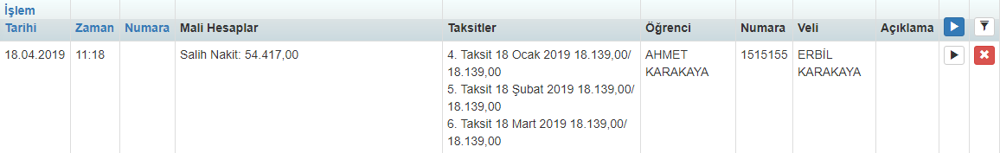 İşlem
Tarihi Zaman Numara Mali Hesaplar Taksitler Öğrenci Numara Veli Açıklama
18.04.2019 11:18 Salih Nakit: 54.417,00 4. Taksit 18 Ocak 2019 18.139,00/ AHMET 1515155 ERBİL
18.139,00 KARAKAYA KARAKAYA
5. Taksit 18 Şubat 2019 18.139,00/
18.139,00
6. Taksit 18 Mart 2019 18.139,00/
18.139,00